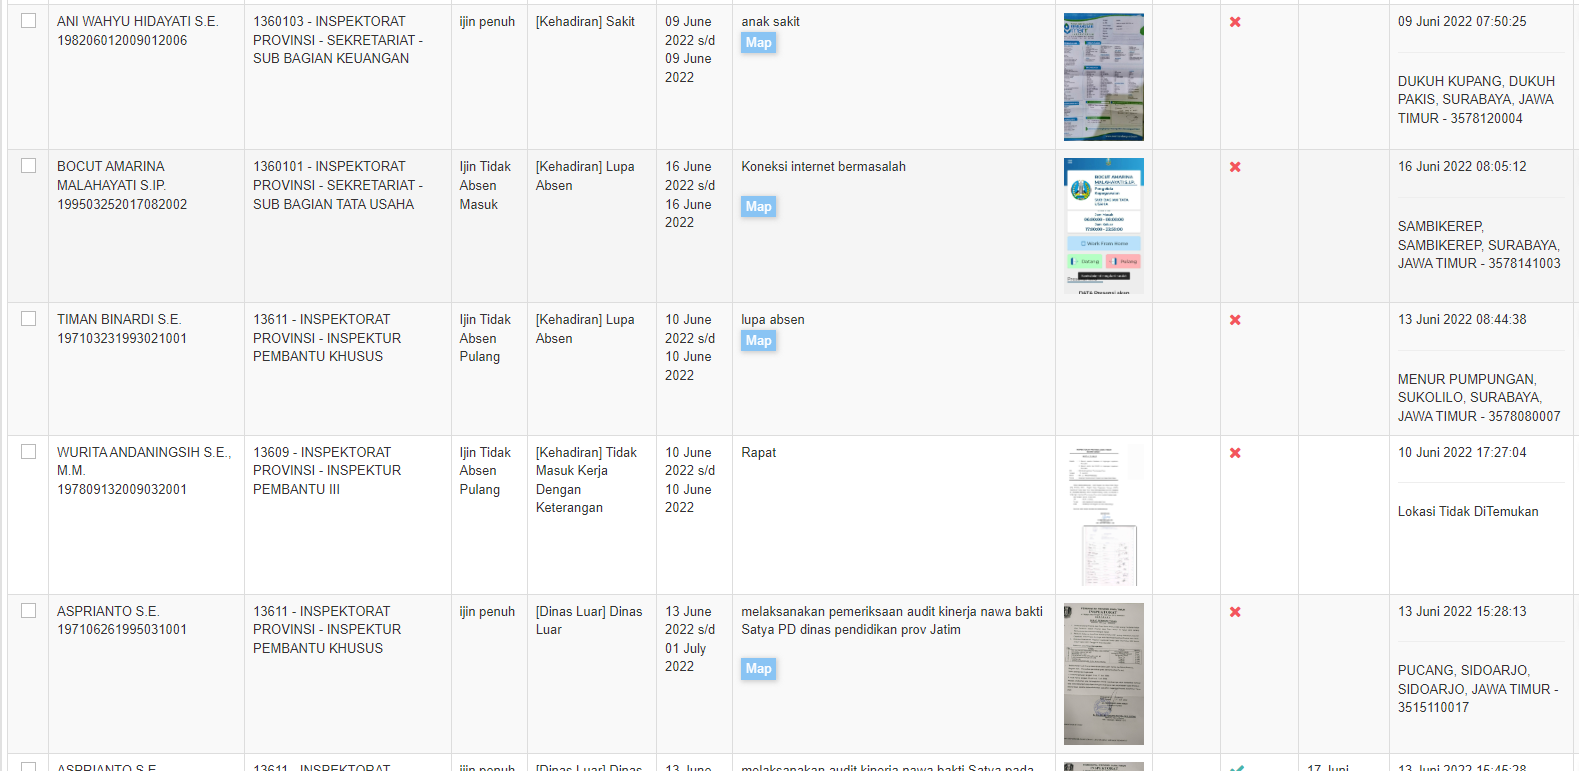 ANI WAHYU HIDAYATI S.E.
198206012009012006
1360103 - INSPEKTORAT
PROVINSI - SEKRETARIAT -
SUB BAGIAN KEUANGAN
ijin penuh
[Kehadiran] Sakit
09 June
2022 s/d
09 June
2022
anak sakit
Map
09 Juni 2022 07:50:25
DUKUH KUPANG, DUKUH
PAKIS, SURABAYA, JAWA
TIMUR - 3578120004
BOCUT AMARINA
MALAHAYATI S.IP.
199503252017082002
1360101 - INSPEKTORAT
PROVINSI - SEKRETARIAT -
SUB BAGIAN TATA USAHA
Ijin Tidak
Absen
Masuk
[Kehadiran] Lupa
Absen
16 June
2022 s/d
16 June
2022
Koneksi internet bermasalah
Map
BOCUT AMARINA
MALAHAYATI S.IP.
Work From Home
Datang
Pulang
16 Juni 2022 08:05:12
SAMBIKEREP,
SAMBIKEREP, SURABAYA,
JAWA TIMUR - 3578141003
TIMAN BINARDI S.E.
197103231993021001
13611 - INSPEKTORAT
PROVINSI - INSPEKTUR
PEMBANTU KHUSUS
Ijin Tidak
Absen
Pulang
[Kehadiran] Lupa
Absen
10 June
2022 s/d
10 June
2022
lupa absen
Map
13 Juni 2022 08:44:38
MENUR PUMPUNGAN,
SUKOLILO, SURABAYA,
JAWA TIMUR - 3578080007
WURITA ANDANINGSIH S.E.,
M.M.
197809132009032001
13609 - INSPEKTORAT
PROVINSI - INSPEKTUR
PEMBANTU III
Ijin Tidak
Absen
Pulang
[Kehadiran] Tidak
Masuk Kerja
Dengan
Keterangan
10 June
2022 s/d
10 June
2022
Rapat
10 Juni 2022 17:27:04
Lokasi Tidak DiTemukan
ASPRIANTO S.E.
197106261995031001
13611 - INSPEKTORAT
PROVINSI - INSPEKTUR
PEMBANTU KHUSUS
ijin penuh
[Dinas Luar] Dinas
Luar
13 June
2022 s/d
01 July
2022
melaksanakan pemeriksaan audit kinerja nawa bakti
Satya PD dinas pendidikan prov Jatim
Map
13 Juni 2022 15:28:13
PUCANG, SIDOARJO,
SIDOARJO, JAWA TIMUR -
3515110017
ASPRIANTO S.E.
13611 - INSPEKTORAT
ijin penuh
[Dinas Luar] Dinas
13 June
melaksanakan audit kinerja nawa bakti Satya pada
17 Juni
13 Juni 2022 15:45:28